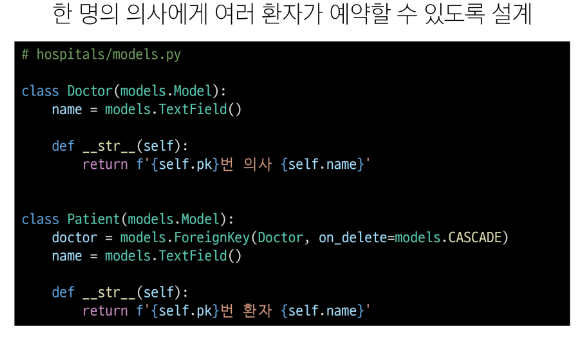 한 명의 의사에게 여러 환자가 예약할 수 있도록 설계
# hospitals/models.py
class Doctor(models.Model):
    name = models.TextField()
    def __str__(self):
        return f'{self.pk}번 의사 {self.name}'
class Patient(models.Model):
    doctor = models.ForeignKey(Doctor, on_delete=models.CASCADE)
    name = models.TextField()
    def __str__(self):
        return f'{self.pk}번 환자 {self.name}'